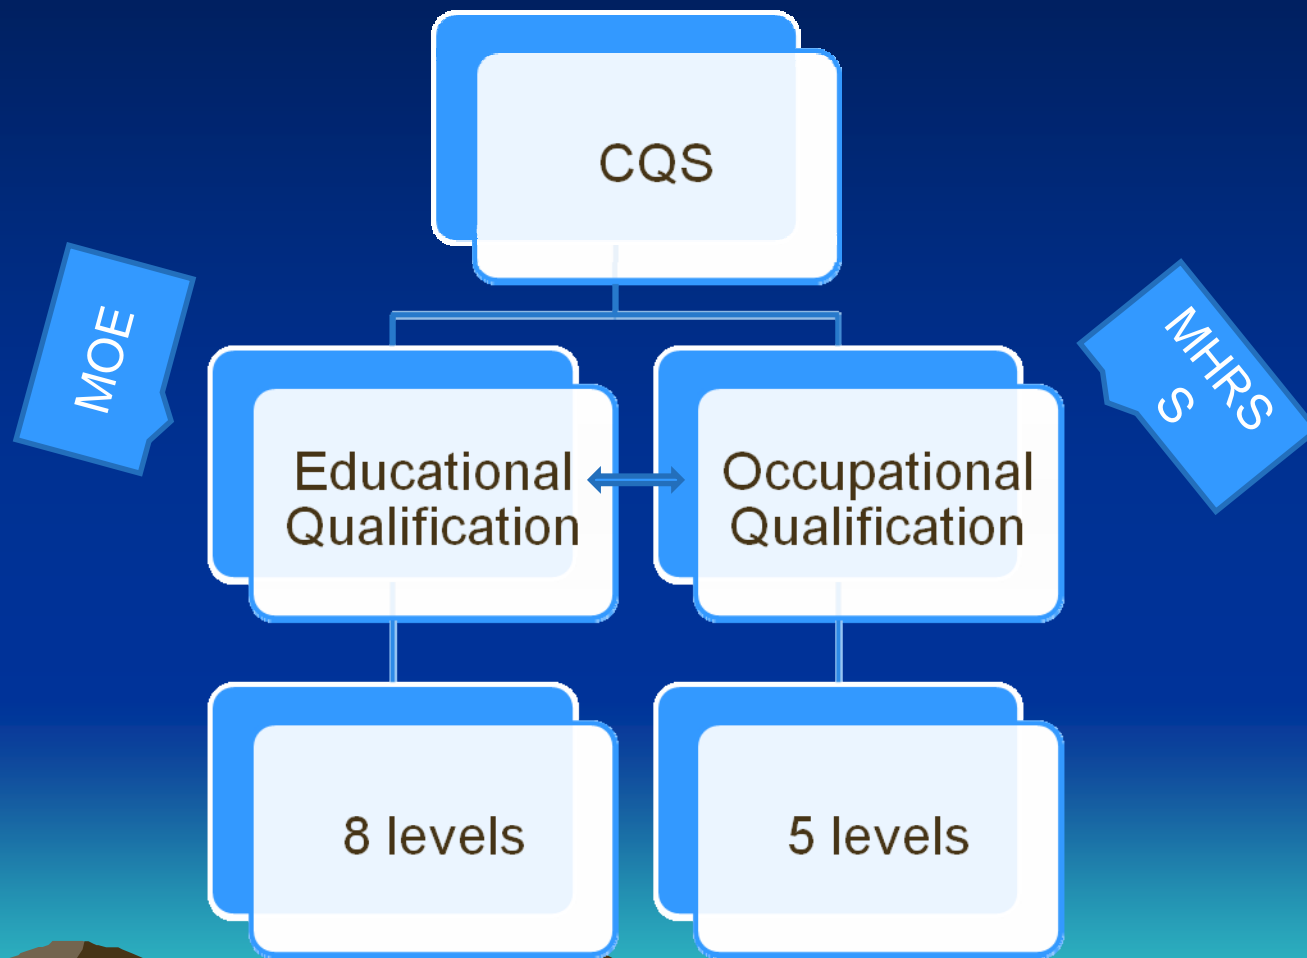 CQS
MOE
MHRS
S
Educational
Qualification
Occupational
Qualification
8 levels
5 levels